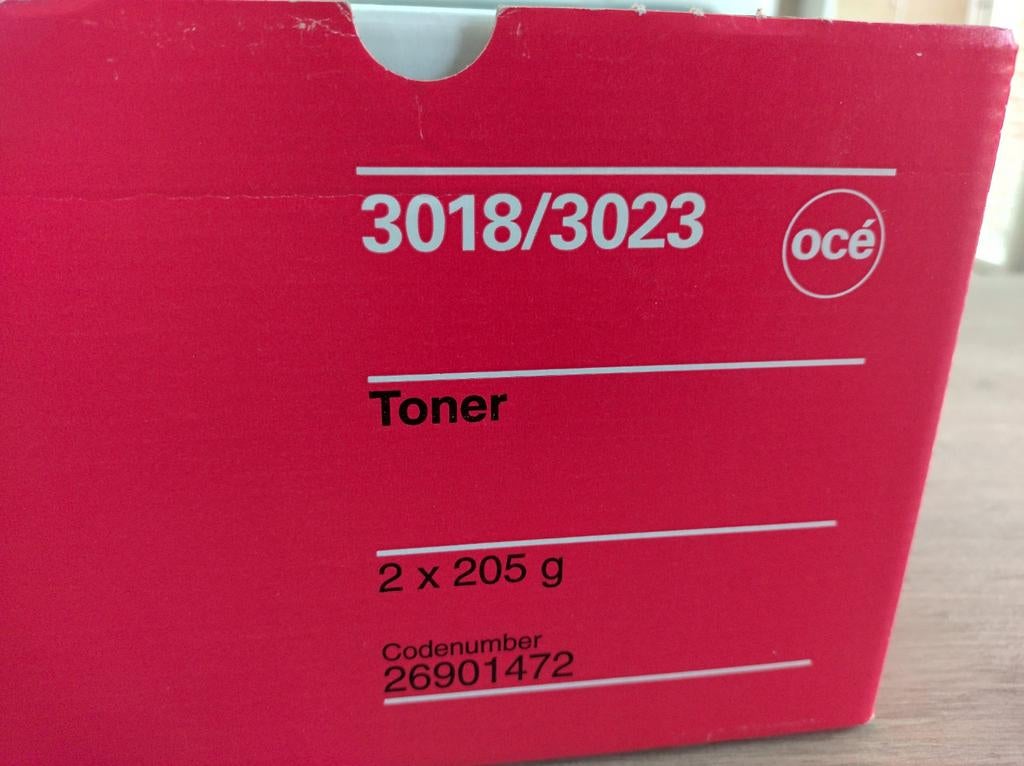 3018/3023
océ
Toner
2 x 205 g
Codenumber
26901472